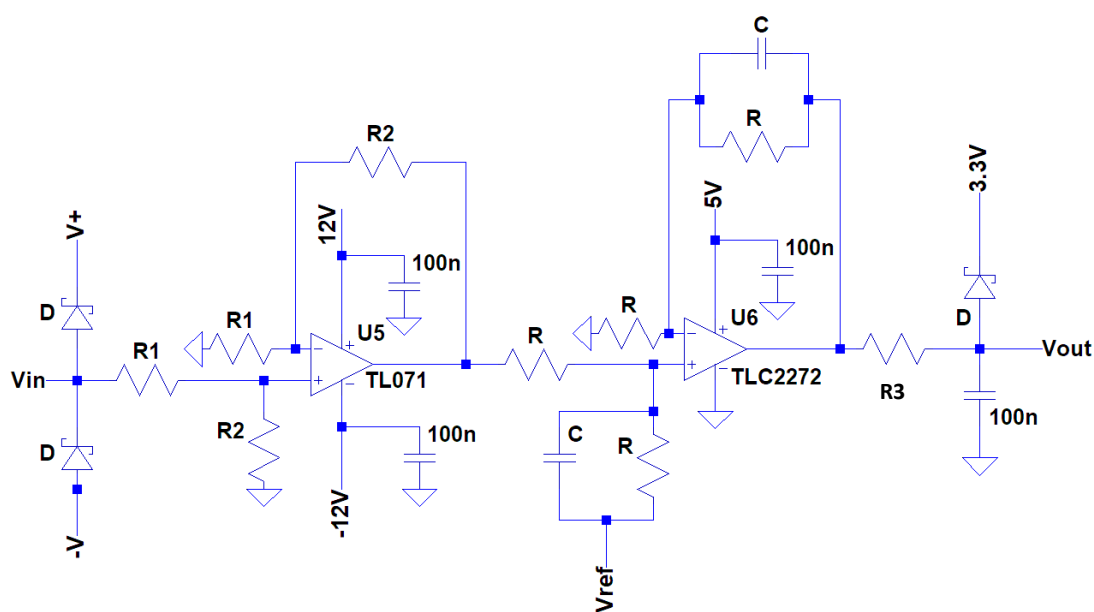 C
R
R2
3.3V
5V
V+
12V
100n
100n
D
R1
U5
R
U6
D
R1
R
Vin
TL071
TLC2272
Vout
R3
R2
100n
C
R
100n
D
-12V
-V
Vref
+
-
+
-
+
-
+
-